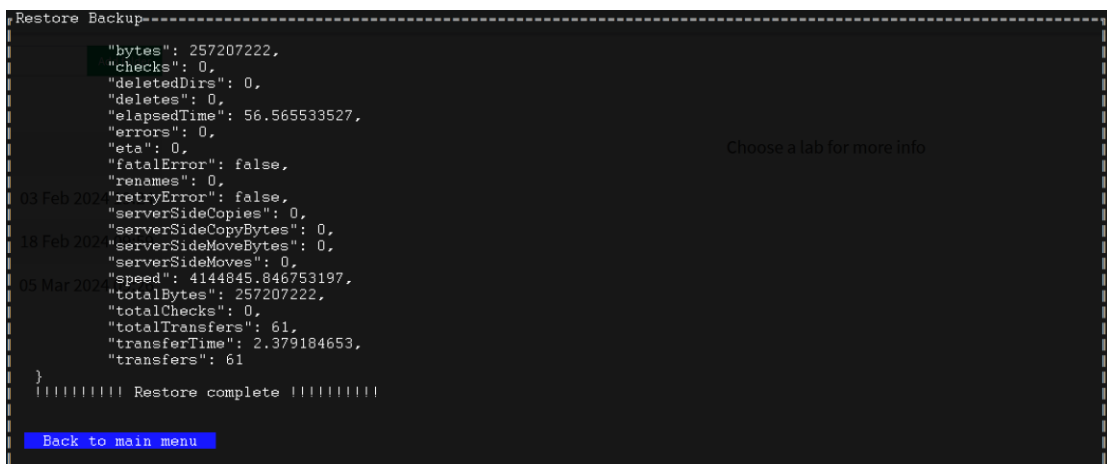 Restore Backup
"bytes": 257207222,
"checks": 0,
"deletedDirs": 0,
"deletes": 0,
"elapsedTime": 56.565533527,
"errors": 0,
"eta": 0,
Choose a lab for more info
"fatalError": false,
"renames": 0,
03 Feb 2024
"retryError": false,
"serverSideCopies": 0,
"serverSideCopyBytes": 0,
18 Feb 2024
"serverSideMoveBytes": 0,
"serverSideMoves": 0,
"speed": 4144845.846753197,
05 Mar 2024
"totalBytes": 257207222,
"totalChecks": 0,
"totalTransfers": 61,
"transferTime": 2.379184653,
"transfers": 61
}
!!!!!!!!!! Restore complete !!!!!!!!!!
Back to main menu